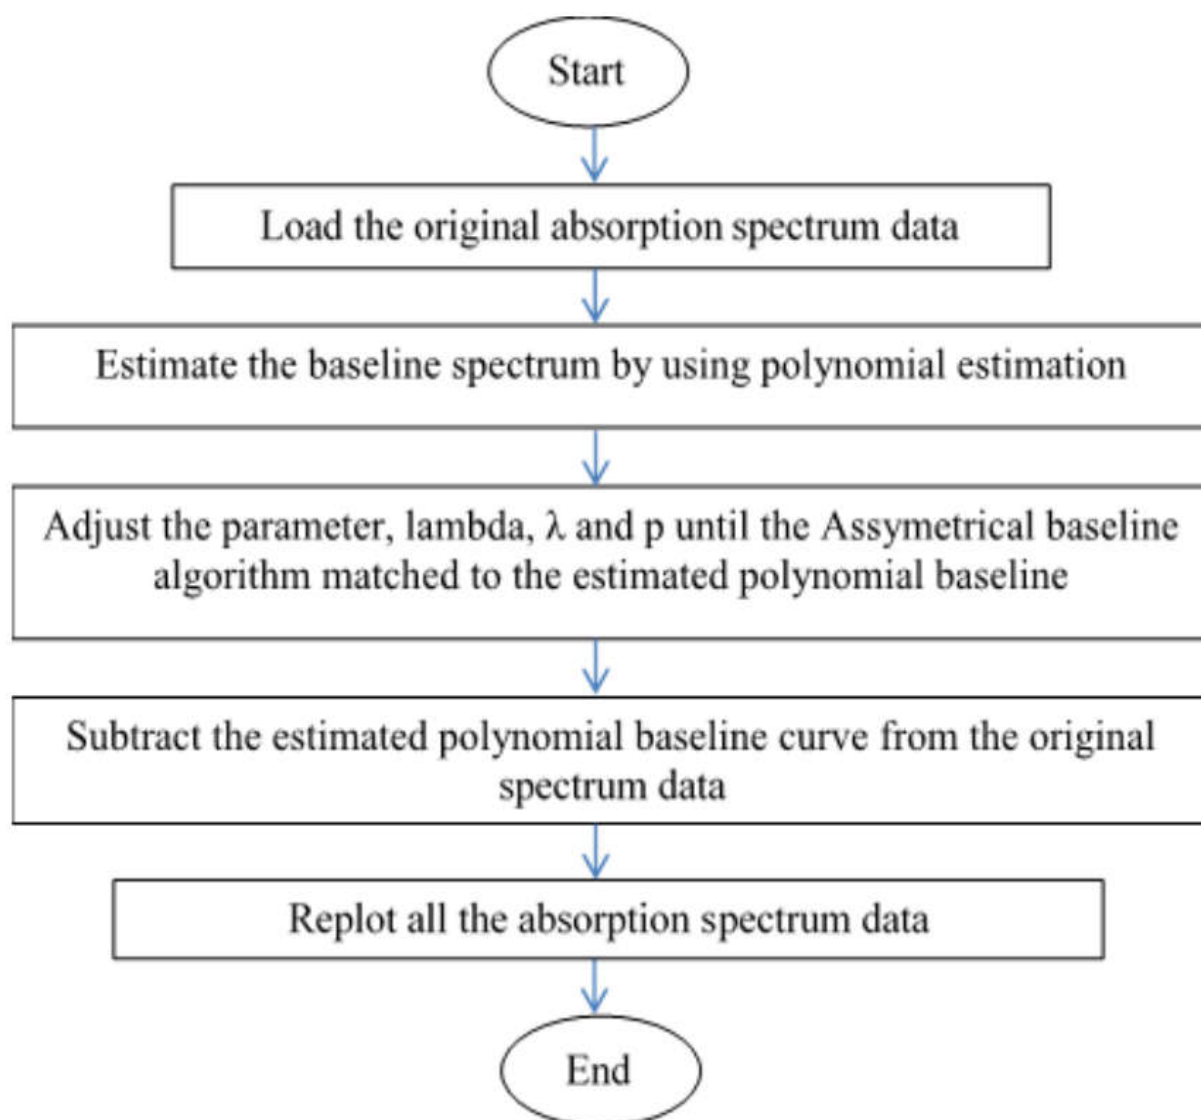 Start
Load the original absorption spectrum data
Estimate the baseline spectrum by using polynomial estimation
Adjust the parameter, lambda, λ and p until the Assymetrical baseline
algorithm matched to the estimated polynomial baseline
Subtract the estimated polynomial baseline curve from the original
spectrum data
Replot all the absorption spectrum data
End